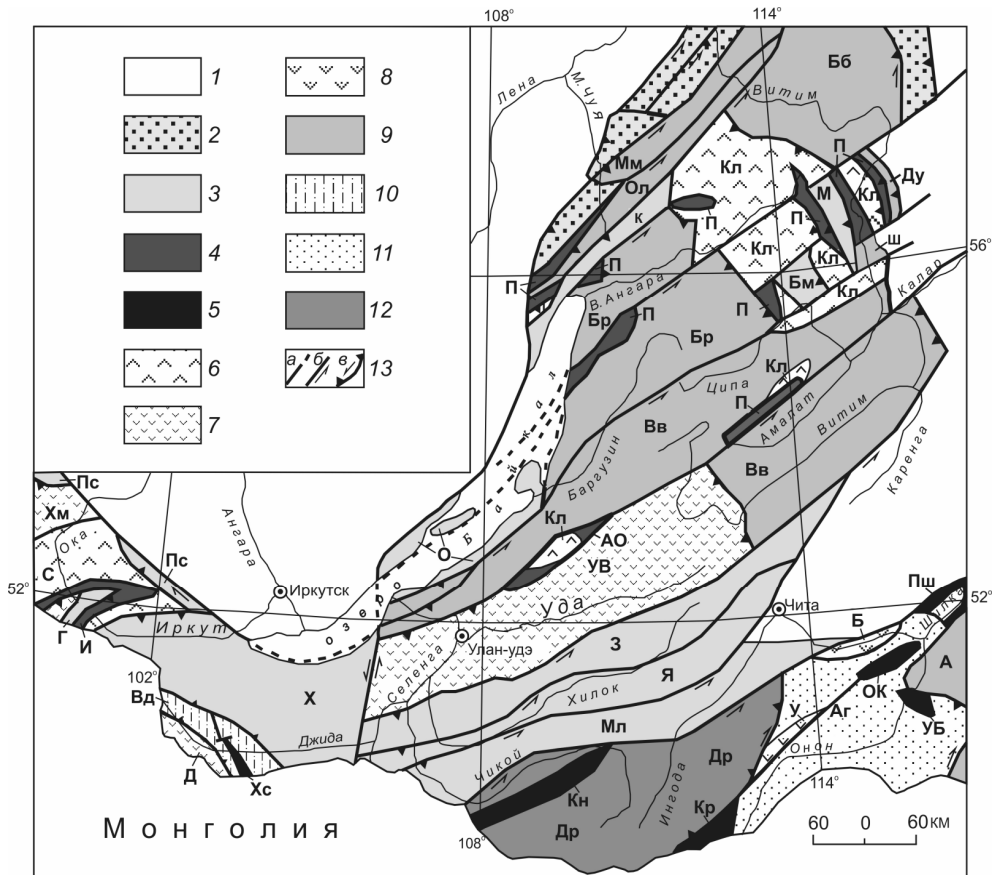 108°
114°
1
2
3
4
5
6
7
8
9
10
11
12
а б в 13
Лена
М. Чуя
Витим
Бб
Мм
Ол
к
П
Кл
П
М
П
Кл
Ду
ш
56°
П
П
В. Ангара
Кл
Кл
Бм
Кл
Калар
Бр
П
Бр
П
Ципа
Кл
П
Амалат
Витим
Вв
Вв
Каренга
Баргузин
озеро Байкал
О
Пс
Хм
Ока
Ангара
С
52°
Пс
Иркутск
Г
И
Иркут
Кл
АО
УВ
Уда
Улан-удэ
Селенга
Чита
Пш
Шилка
52°
Б
З
Я
А
ОК
УБ
102°
Вд
Х
Хилок
Мл
У
Аг
Джида
Чикой
Онон
Д
Хс
Др
Ингода
114°
Кн
Кр
Др
Монголия
108°
60 0 60 км